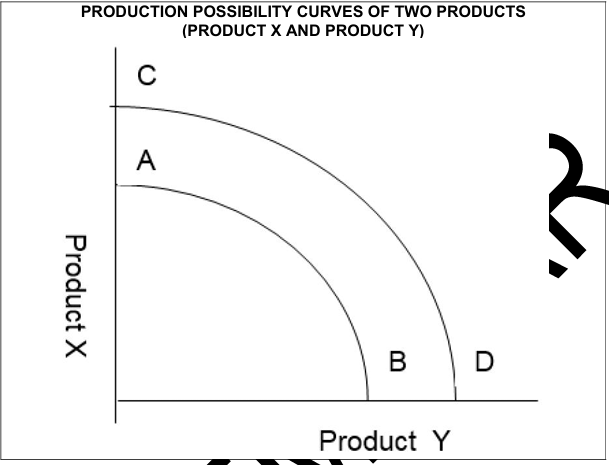 PRODUCTION POSSIBILITY CURVES OF TWO PRODUCTS
(PRODUCT X AND PRODUCT Y)
C
A
Product X
B
D
Product Y